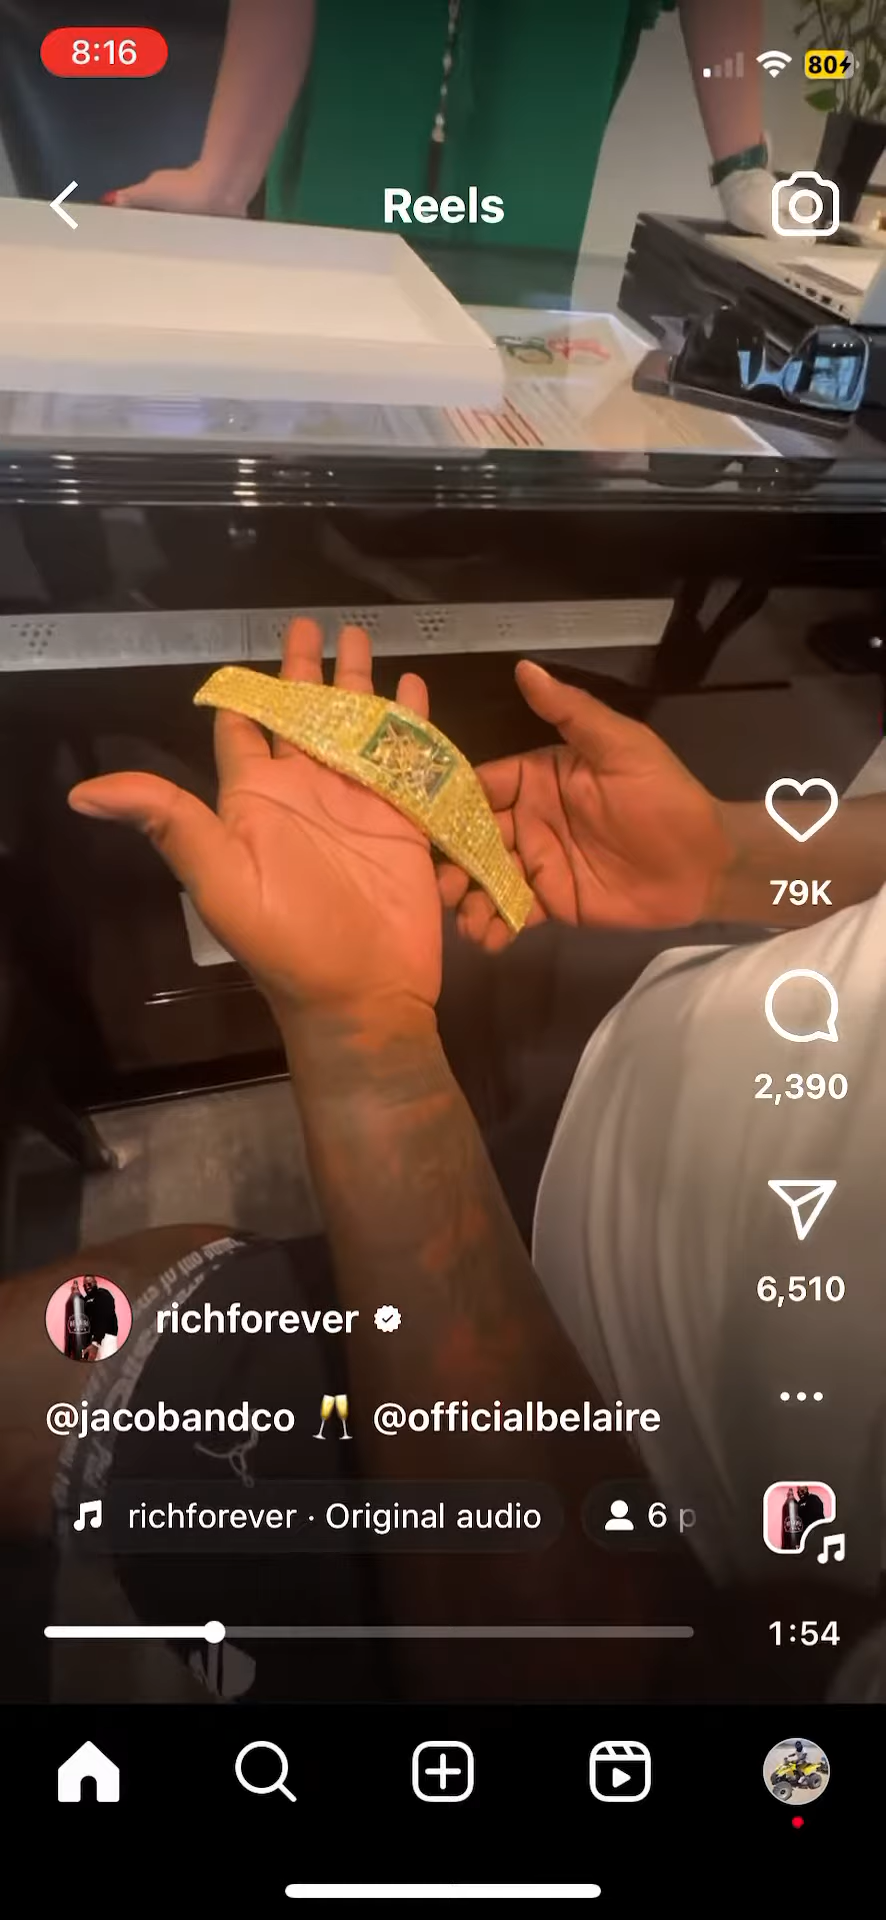 8:16
80
Reels
79K
2,390
6,510
richforever
@jacobandco 🥂 @officialbelaire
richforever · Original audio
6 p
1:54